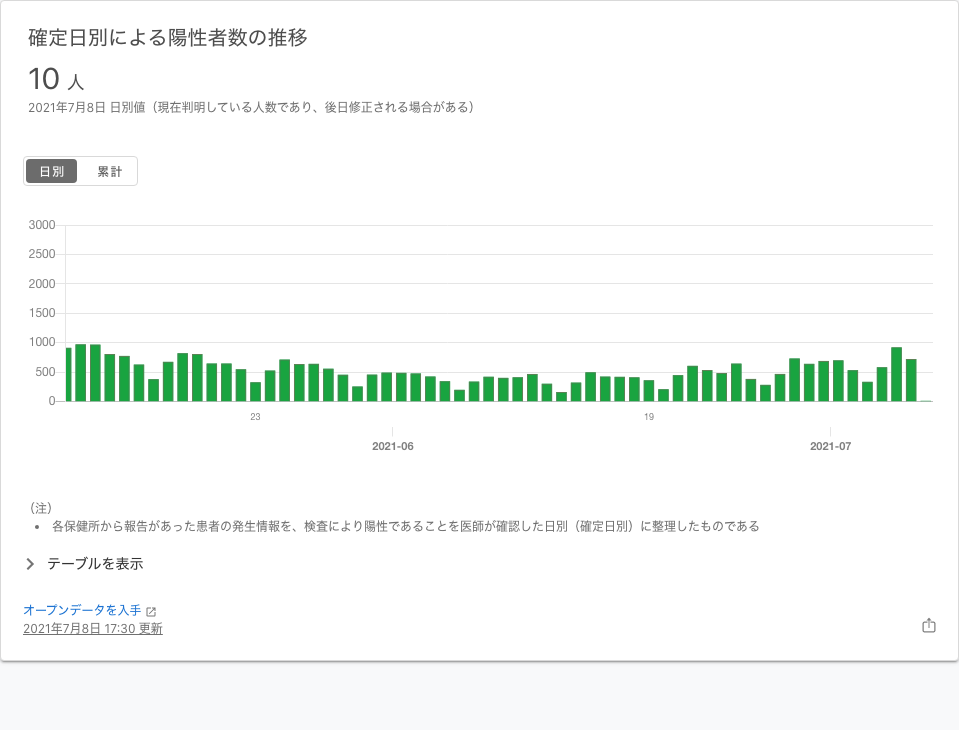 確定日別による陽性者数の推移
10 人
2021年7月8日 日別値（現在判明している人数であり、後日修正される場合がある）
日別 累計
3000
2500
2000
1500
1000
500
0
23 19
2021-06 2021-07
（注）
• 各保健所から報告があった患者の発生情報を、検査により陽性であることを医師が確認した日別（確定日別）に整理したものである
テーブルを表示
オープンデータを入手
2021年7月8日 17:30 更新